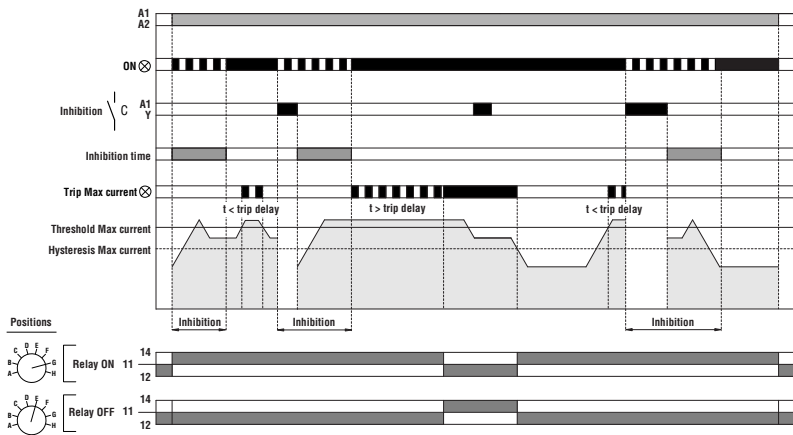 A1
A2
ON
Inhibition C A1
Y
Inhibition time
Trip Max current
t < trip delay t > trip delay t < trip delay
Threshold Max current
Hysteresis Max current
Positions Inhibition Inhibition Inhibition
A B C D E F G H Relay ON 11 14
12
A B C D E F G H Relay OFF 11 14
12